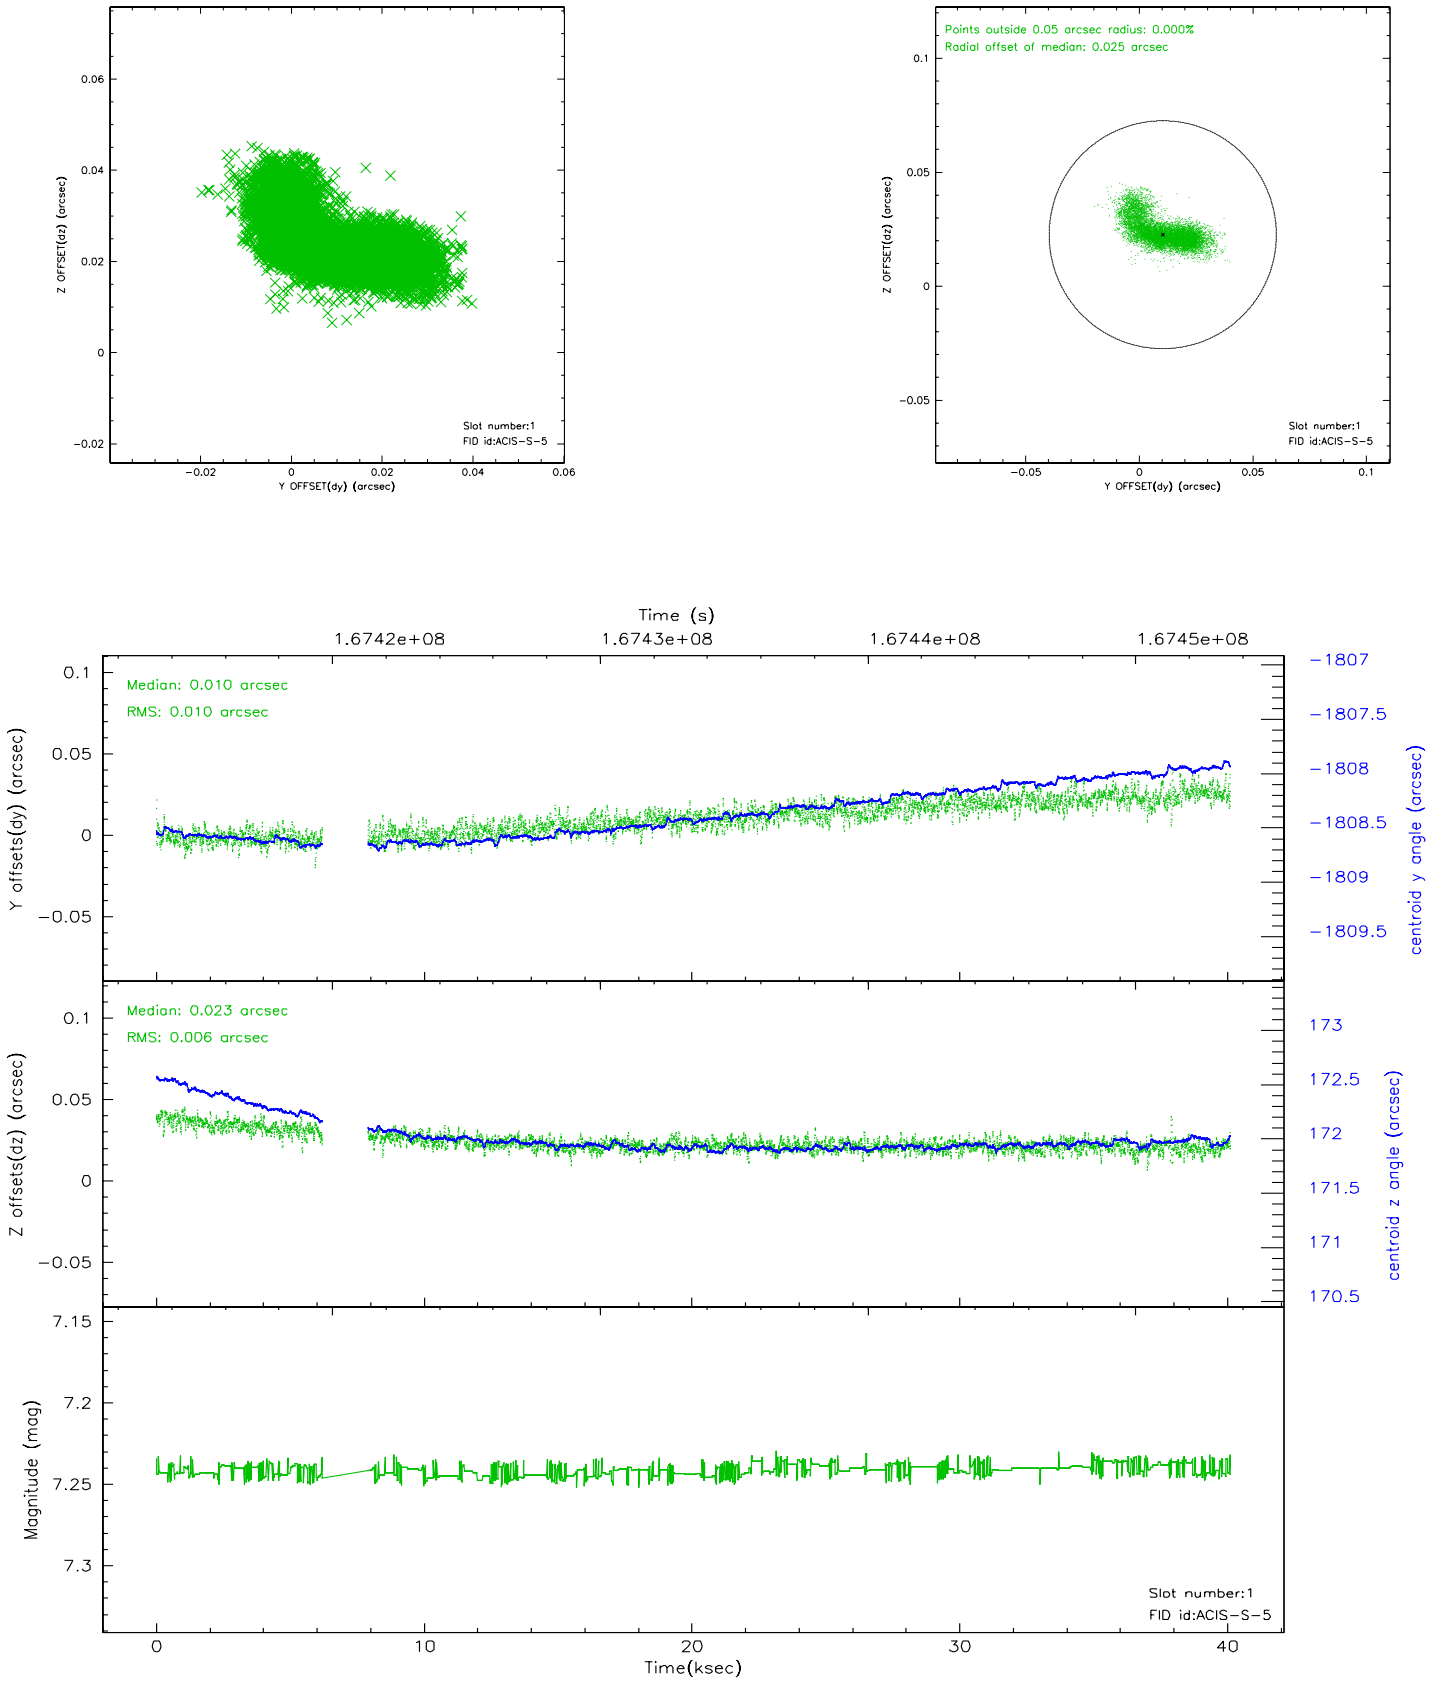 0.06
0.04
0.02
0
−0.02
Z OFFSET(dz) (arcsec)
Slot number:1
FID id:ACIS−S−5
−0.02 0 0.02 0.04 0.06
Y OFFSET(dy) (arcsec)
Points outside 0.05 arcsec radius: 0.000%
Radial offset of median: 0.025 arcsec
0.1
0.05
0
−0.05
Z OFFSET(dz) (arcsec)
Slot number:1
FID id:ACIS−S−5
−0.05 0 0.05 0.1
Y OFFSET(dy) (arcsec)
Time (s)
1.6742e+08 1.6743e+08 1.6744e+08 1.6745e+08
Median: 0.010 arcsec
RMS: 0.010 arcsec
0.1
0.05
0
−0.05
Y offsets(dy) (arcsec)
−1807
−1807.5
−1808
−1808.5
−1809
−1809.5
centroid y angle (arcsec)
Median: 0.023 arcsec
RMS: 0.006 arcsec
0.1
0.05
0
−0.05
Z offsets(dz) (arcsec)
173
172.5
172
171.5
171
170.5
centroid z angle (arcsec)
7.15
7.2
7.25
7.3
Magnitude (mag)
Slot number:1
FID id:ACIS−S−5
0 10 20 30 40
Time(ksec)